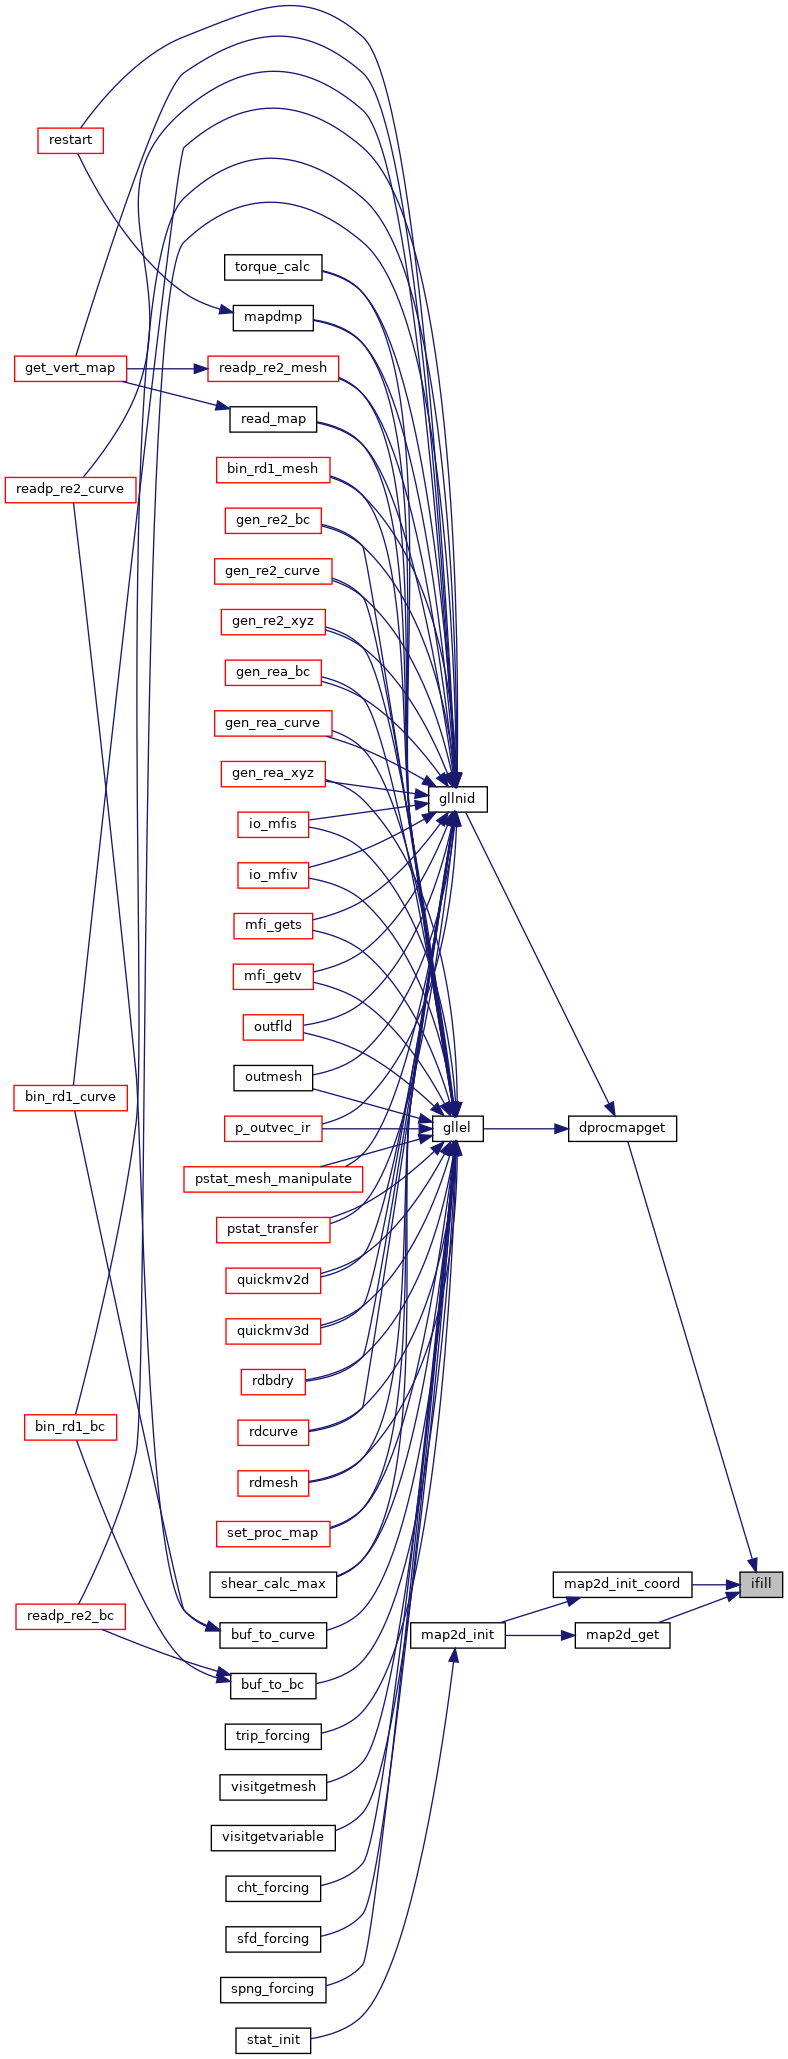 restart
torque_calc
mapdmp
get_vert_map
readp_re2_mesh
read_map
bin_rd1_mesh
readp_re2_curve
gen_re2_bc
gen_re2_curve
gen_re2_xyz
gen_rea_bc
gen_rea_curve
gen_rea_xyz
gllnid
io_mfis
io_mfiv
mfi_gets
mfi_getv
outfld
outmesh
bin_rd1_curve
p_outvec_ir
gllel
dprocmapget
pstat_mesh_manipulate
pstat_transfer
quickmv2d
quickmv3d
rdbdry
bin_rd1_bc
rdcurve
rdmesh
set_proc_map
shear_calc_max
map2d_init_coord
ifill
readp_re2_bc
buf_to_curve
map2d_init
map2d_get
buf_to_bc
trip_forcing
visitgetmesh
visitgetvariable
cht_forcing
sfd_forcing
spng_forcing
stat_init